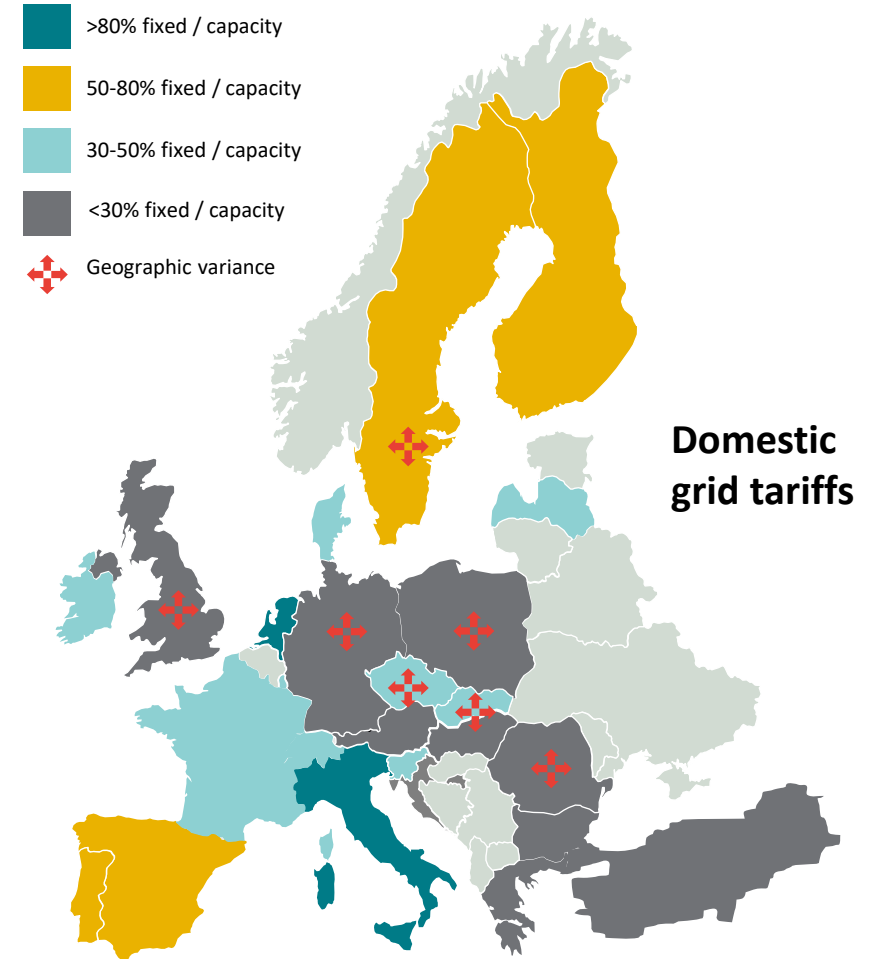 >80% fixed / capacity
50-80% fixed / capacity
30-50% fixed / capacity
<30% fixed / capacity
Geographic variance
Domestic
grid tariffs